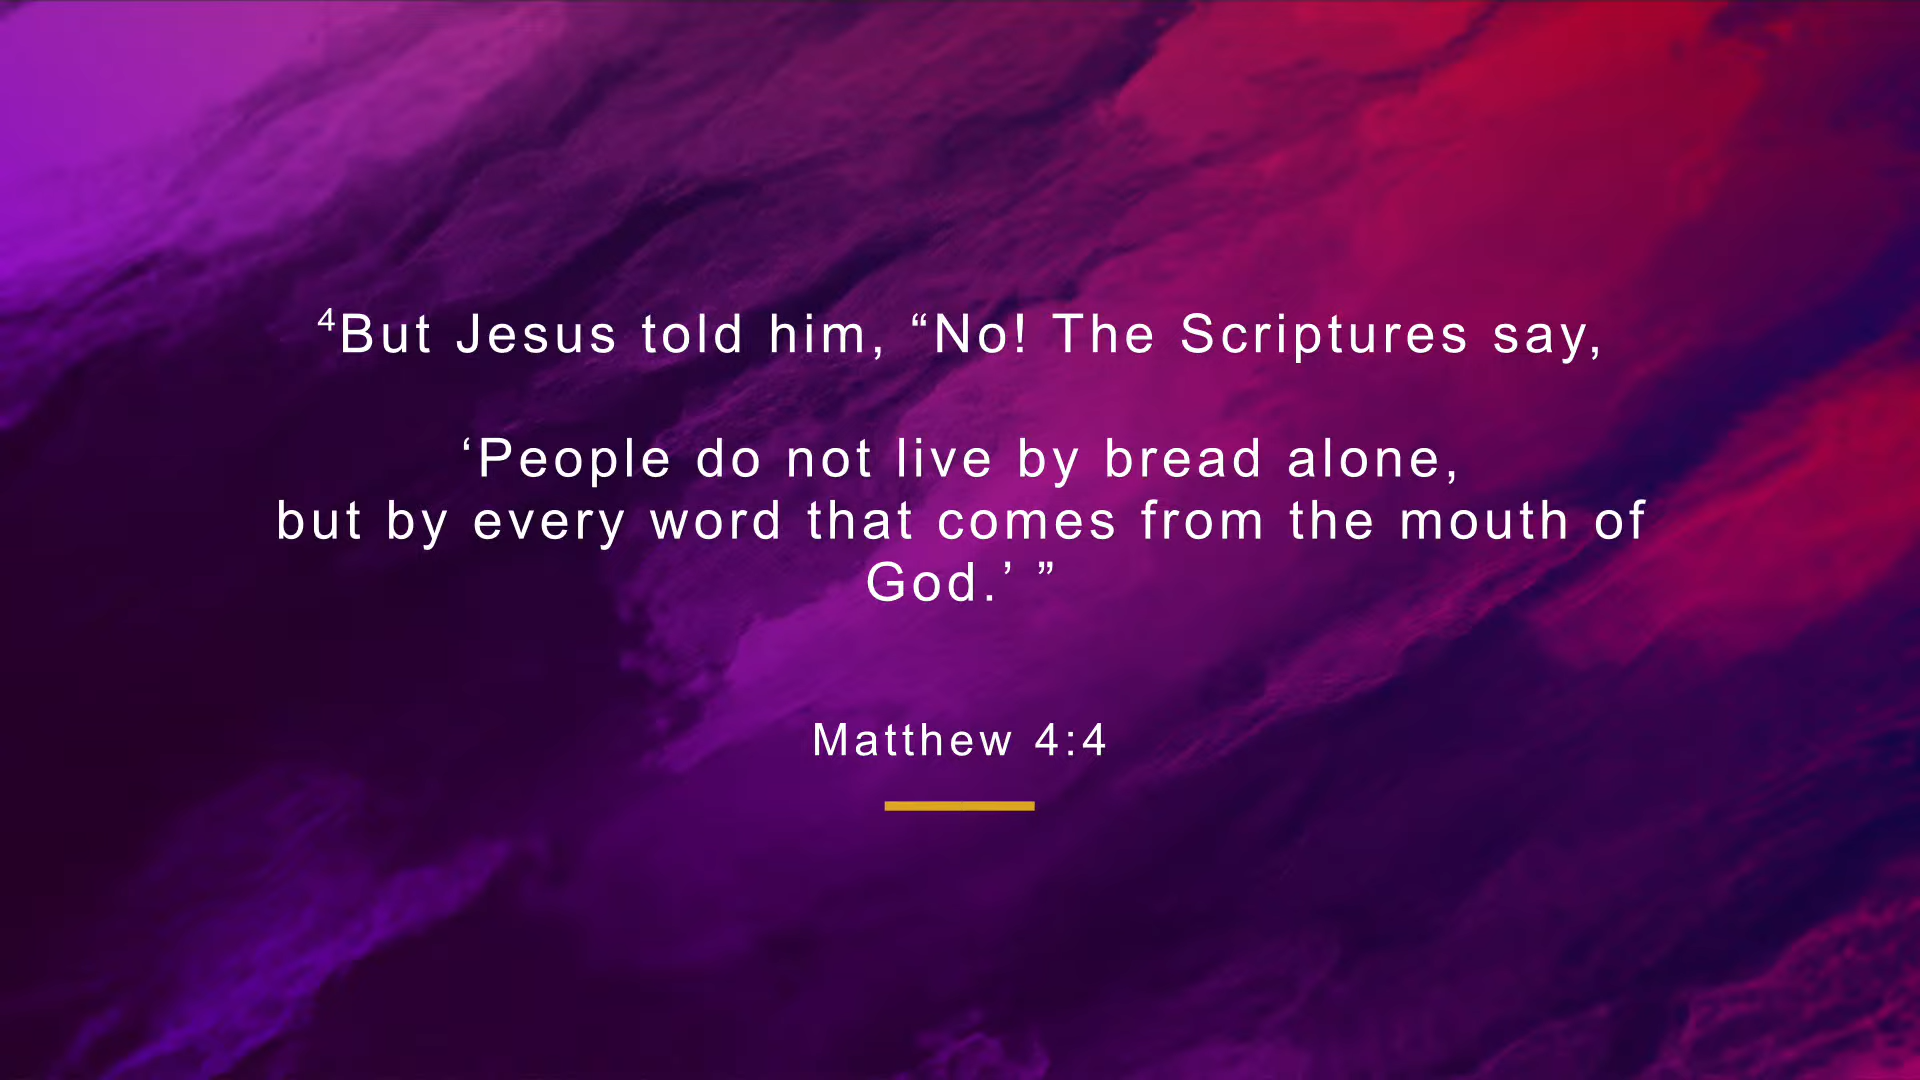 ⁴But Jesus told him, “No! The Scriptures say,
‘People do not live by bread alone,
but by every word that comes from the mouth of
God.’ ”
Matthew 4:4